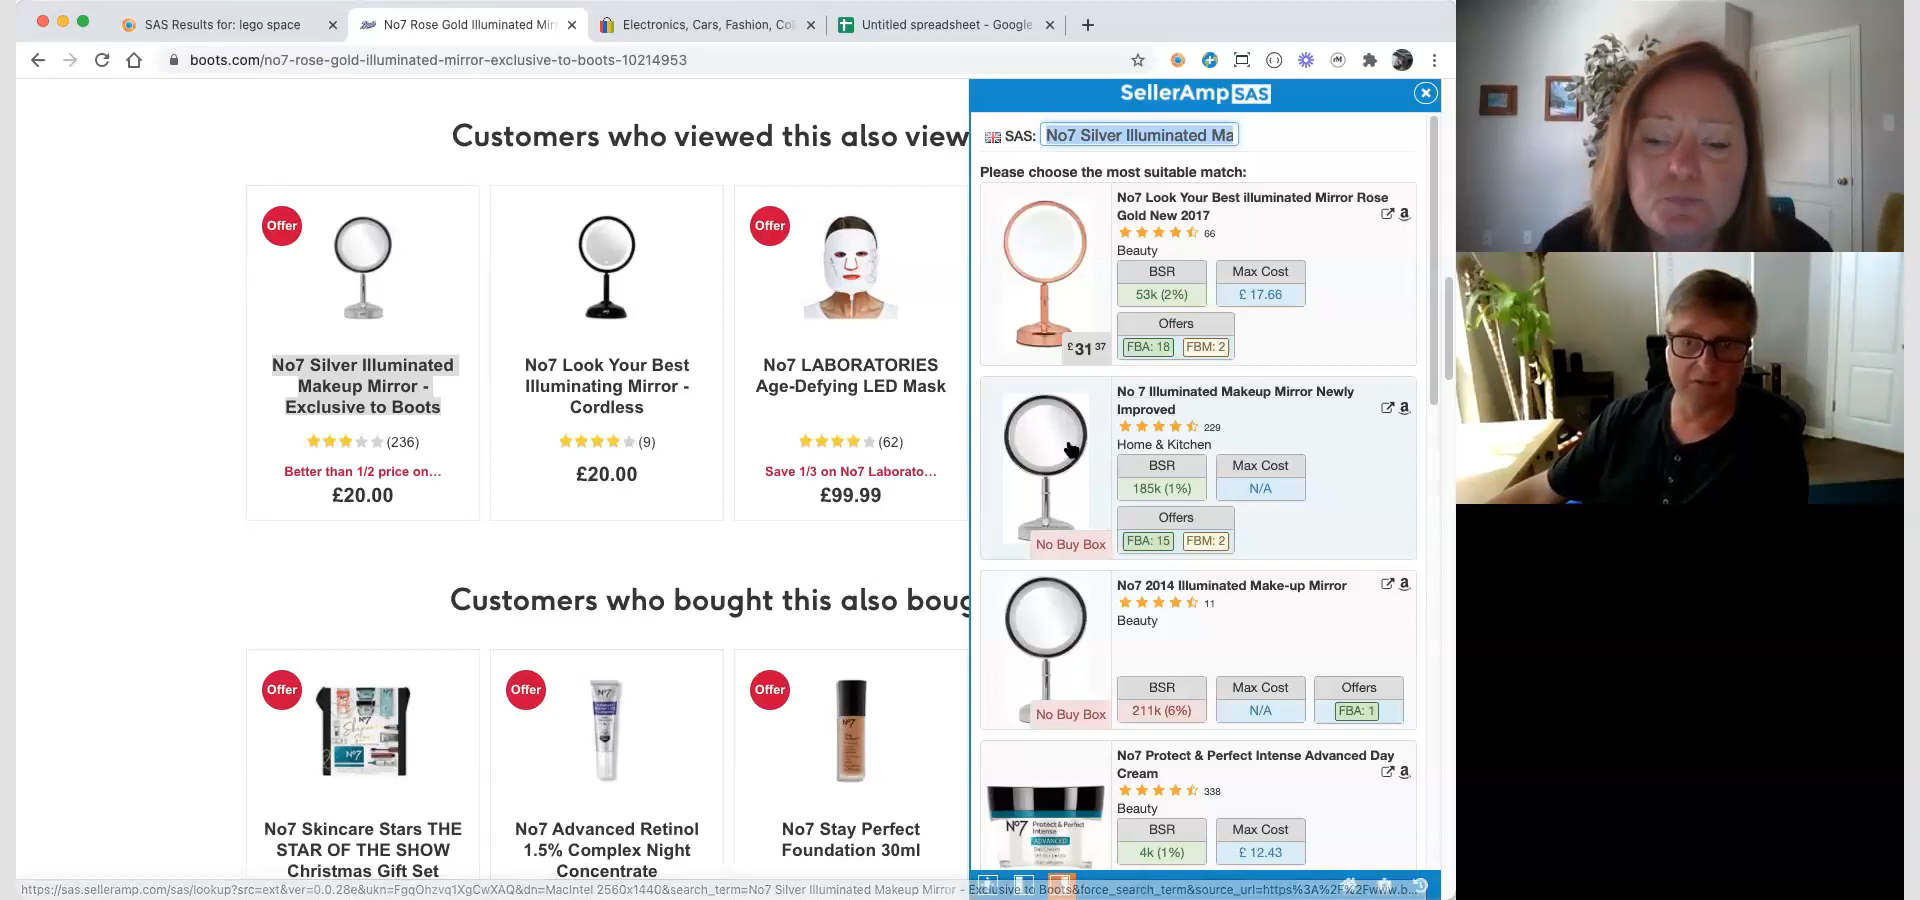 SAS Results for: lego space
No7 Rose Gold Illuminated Mir
Electronics, Cars, Fashion, Col
Untitled spreadsheet - Google
boots.com/no7-rose-gold-illuminated-mirror-exclusive-to-boots-10214953
Customers who viewed this also view
Offer
Offer
No7 Silver Illuminated
Makeup Mirror -
Exclusive to Boots
(236)
Better than 1/2 price on...
£20.00
No7 Look Your Best
Illuminating Mirror -
Cordless
(9)
£20.00
No7 LABORATORIES
Age-Defying LED Mask
(62)
Save 1/3 on No7 Laborato...
£99.99
Customers who bought this also boug
Offer
Offer
Offer
No7 Skincare Stars THE
STAR OF THE SHOW
Christmas Gift Set
No7 Advanced Retinol
1.5% Complex Night
Concentrate
No7 Stay Perfect
Foundation 30ml
SellerAmp SAS
SAS: No7 Silver Illuminated Ma
Please choose the most suitable match:
No7 Look Your Best illuminated Mirror Rose
Gold New 2017
66
Beauty
BSR Max Cost
53k (2%) £ 17.66
Offers
FBA: 18 FBM: 2
£31 37
No 7 Illuminated Makeup Mirror Newly
Improved
229
Home & Kitchen
BSR Max Cost
185k (1%) N/A
Offers
FBA: 15 FBM: 2
No Buy Box
No7 2014 Illuminated Make-up Mirror
11
Beauty
BSR Max Cost Offers
211k (6%) N/A FBA: 1
No Buy Box
No7 Protect & Perfect Intense Advanced Day
Cream
338
Beauty
BSR Max Cost
4k (1%) £ 12.43
No7 Protect & Perfect
Intense
ADVANCED
https://sas.selleramp.com/sas/lookup?src=ext&ver=0.0.28e&ukn=FgqOhzvq1XgCwXAQ&dn=MacIntel 2560x1440&search_term=No7 Silver Illuminated Makeup Mirror - Exclusive to Boots&force_search_term&source_url=https%3A%2F%2Fwww.b...